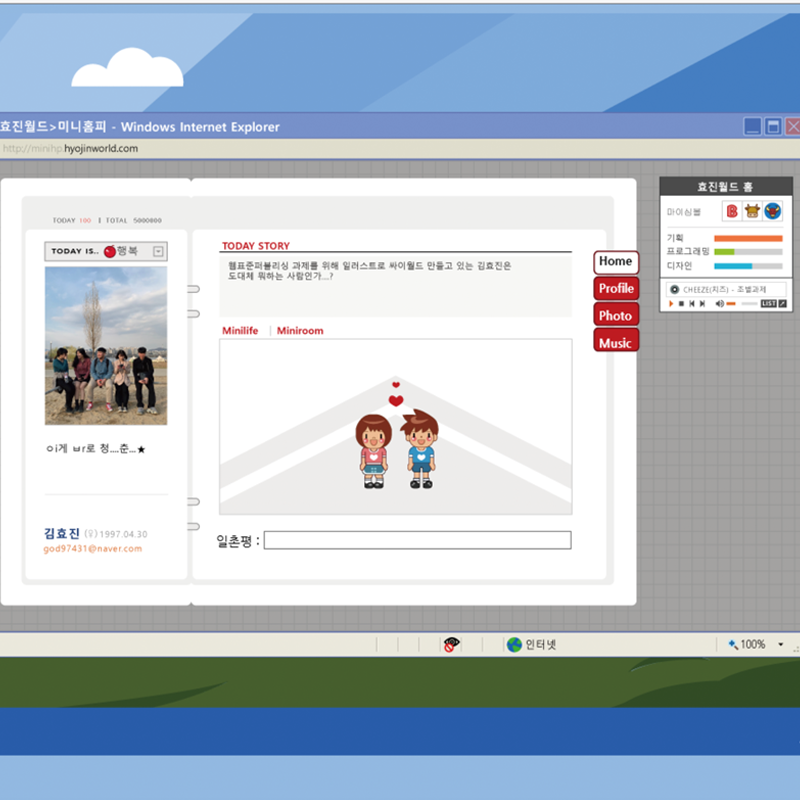 효진월드>미니홈피 - Windows Internet Explorer
http://minihp.hyojinworld.com
TODAY 100 | TOTAL 5000000
TODAY IS.. 행복
이게 ㅂr로 청....춘...★
김효진 (우)1997.04.30
god97431@naver.com
TODAY STORY
웹표준퍼블리싱 과제를 위해 일러스트로 싸이월드 만들고 있는 김효진은
도대체 뭐하는 사람인가...?
Minilife | Miniroom
일촌평 :
Home
Profile
Photo
Music
효진월드 홈
마이심볼
B
기획
프로그래밍
디자인
CHEEZE(치즈) - 조별과제
LIST
인터넷
100%